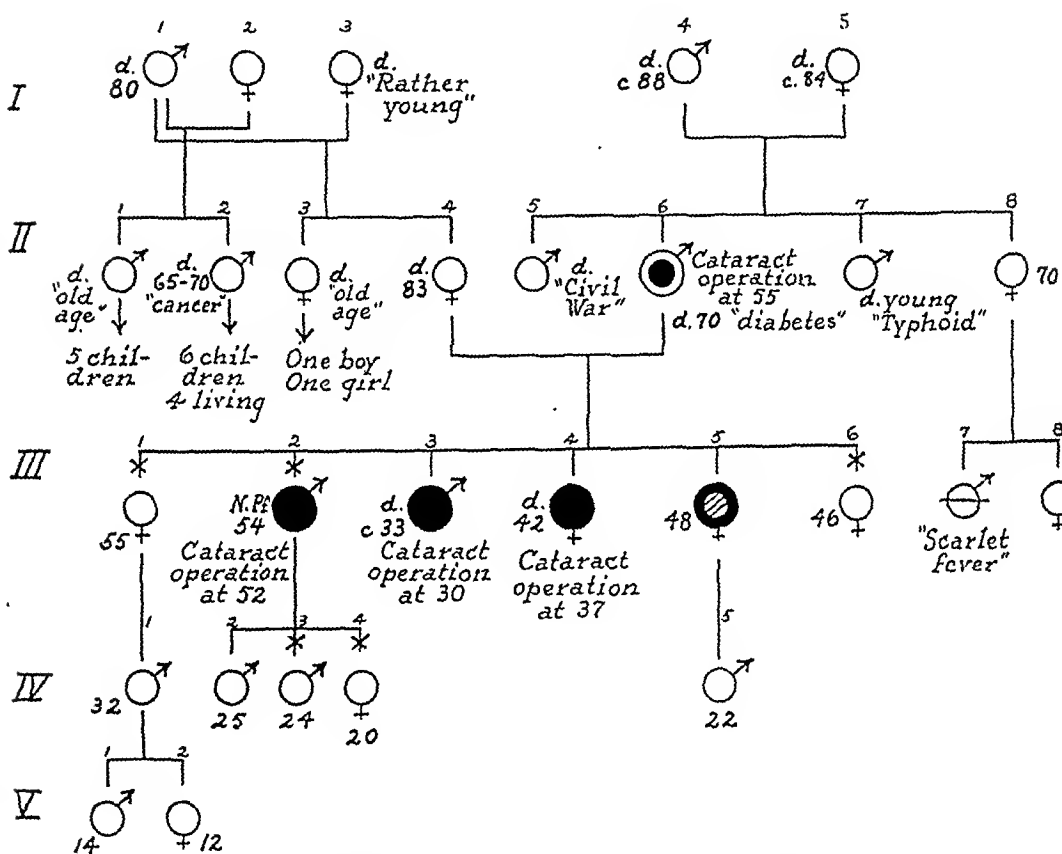 1 2 3 4 5
I
d. 80
d. "Rather young"
d. c. 88
d. c. 84
II
1 2 3 4 5 6 7 8
d. "old age"
d. 65-70 "cancer"
d. "old age"
d. 83
d. "Civil War"
Cataract
operation
at 55
d. 70 "diabetes"
d. young
"Typhoid"
70
5 chil-
dren
6 chil-
dren
4 living
One boy
One girl
III
1 2 3 4 5 6 7 8
* * *
55
N.Pf
54
Cataract
operation
at 52
d.
c 33
Cataract
operation
at 30
d.
42
Cataract
operation
at 37
48
46
"Scarlet
fever"
1 2 3 4 5
* *
IV
32 25 24 20 22
1 2
V
14 12